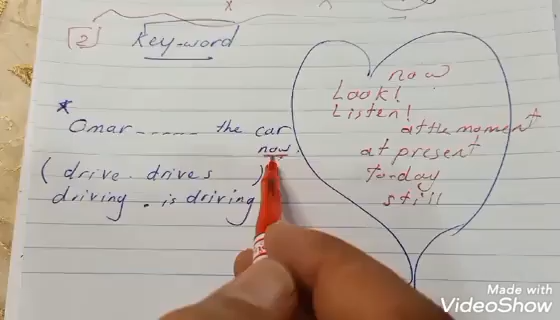 2 Key-word
* Omar ----- the car
now.
( drive. drives )
driving . is driving
now
Look!
Listen!
at the moment
at present
to-day
still
Made with
VideoShow